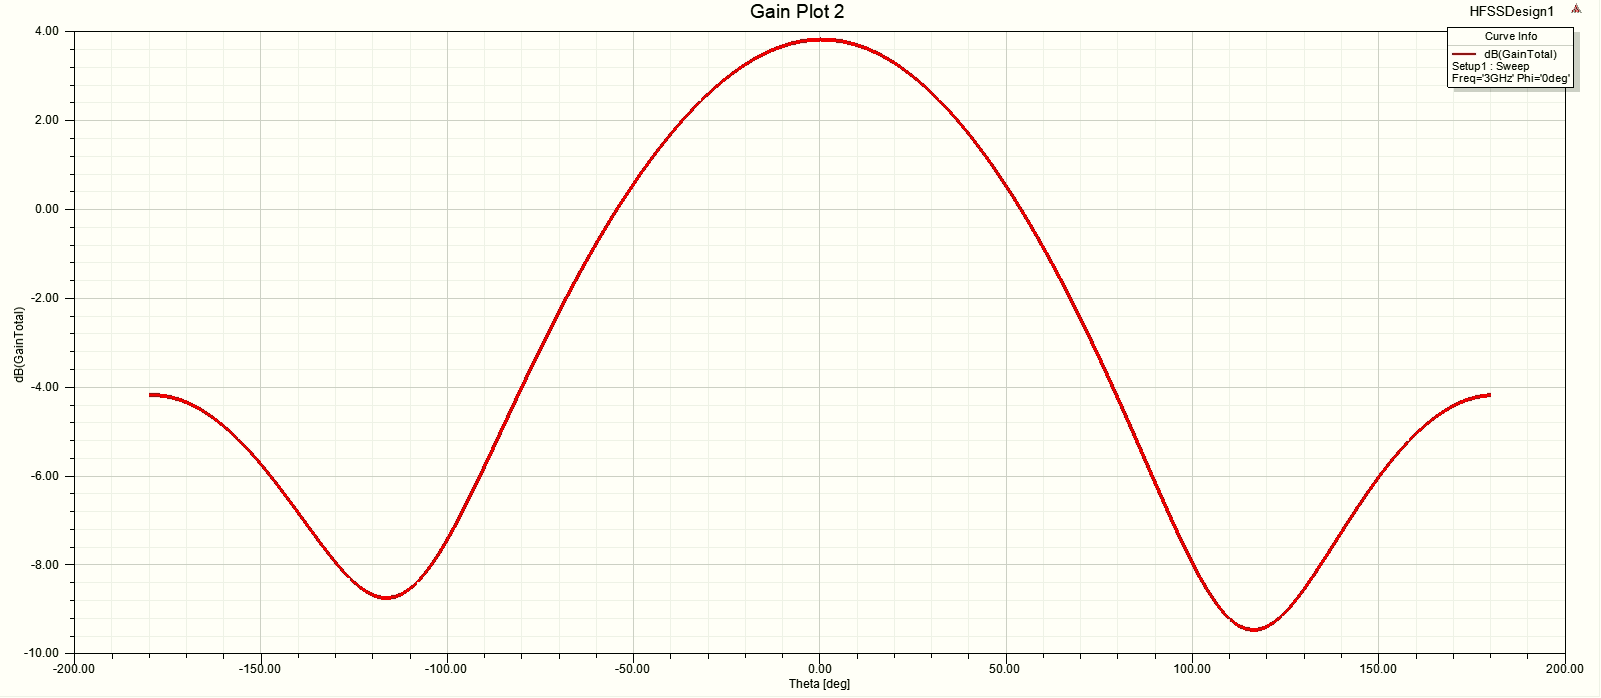 Gain Plot 2
HFSSDesign1
Curve Info
dB(GainTotal)
Setup1 : Sweep
Freq='3GHz' Phi='0deg'
4.00
2.00
0.00
-2.00
-4.00
-6.00
-8.00
-10.00
dB(GainTotal)
-200.00 -150.00 -100.00 -50.00 0.00 50.00 100.00 150.00 200.00
Theta [deg]